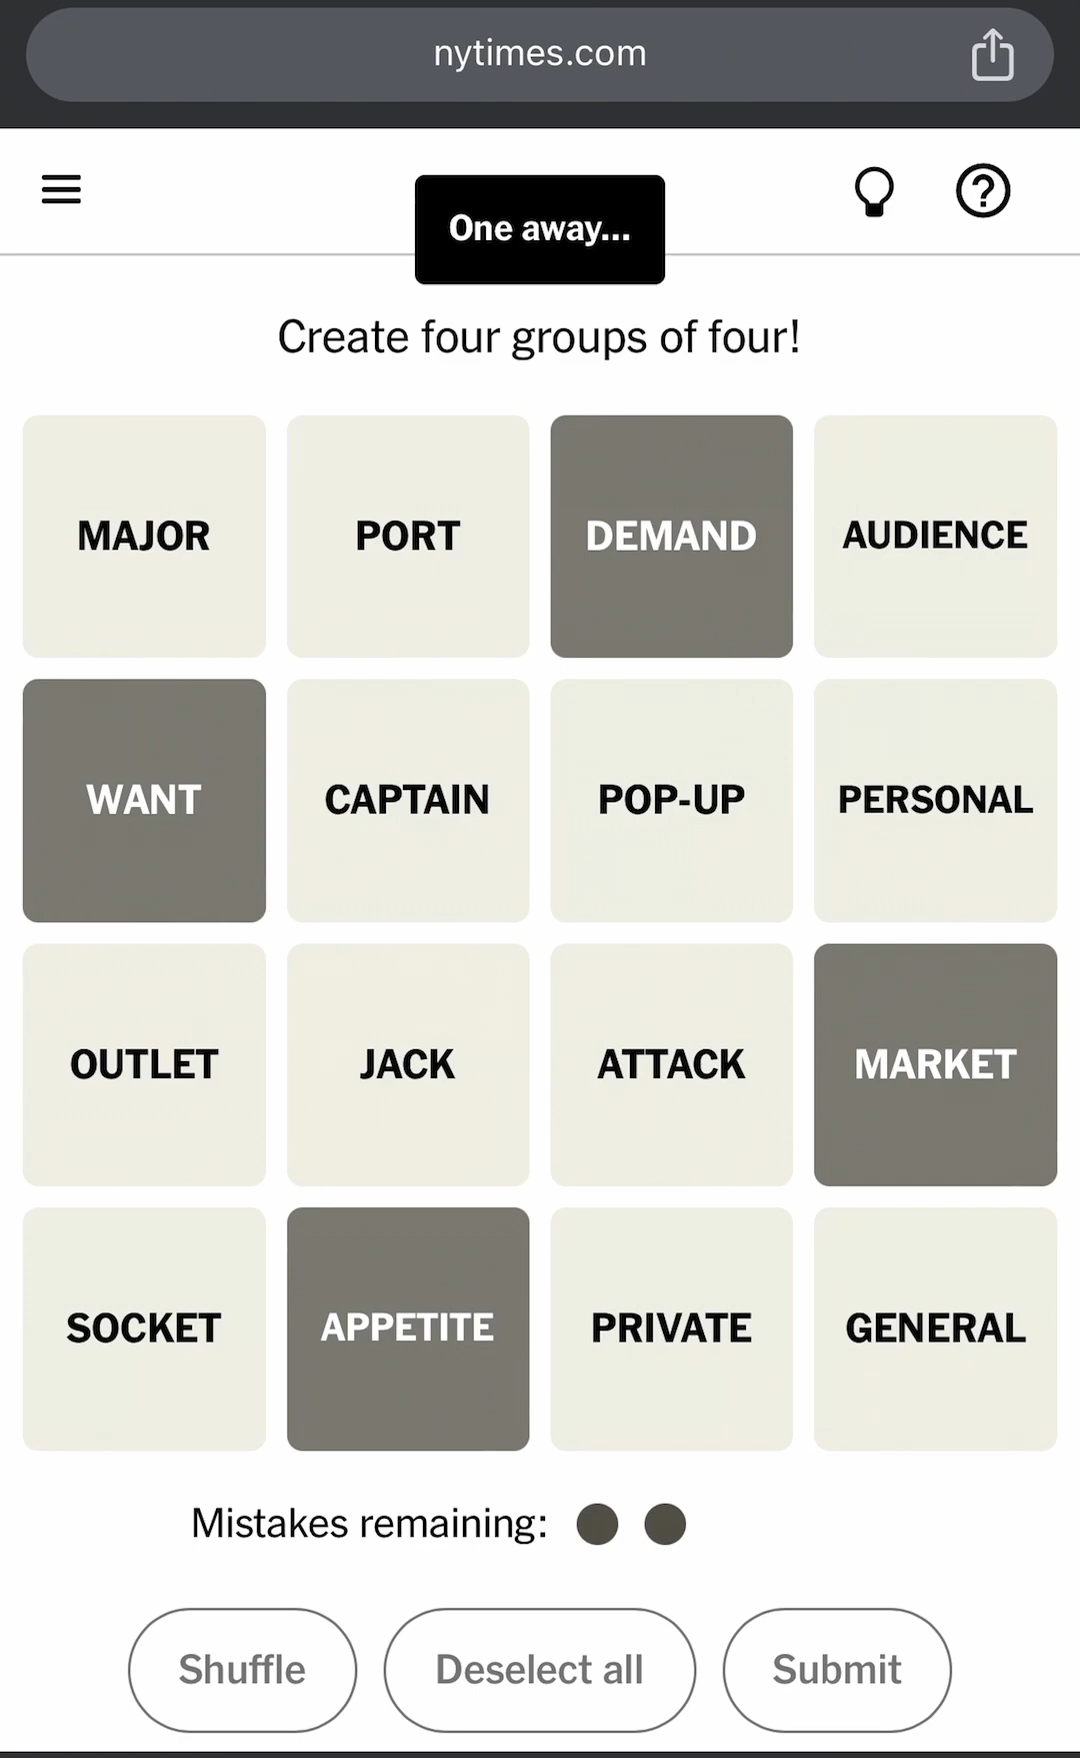 nytimes.com
One away...
Create four groups of four!
MAJOR PORT DEMAND AUDIENCE
WANT CAPTAIN POP-UP PERSONAL
OUTLET JACK ATTACK MARKET
SOCKET APPETITE PRIVATE GENERAL
Mistakes remaining:
Shuffle Deselect all Submit